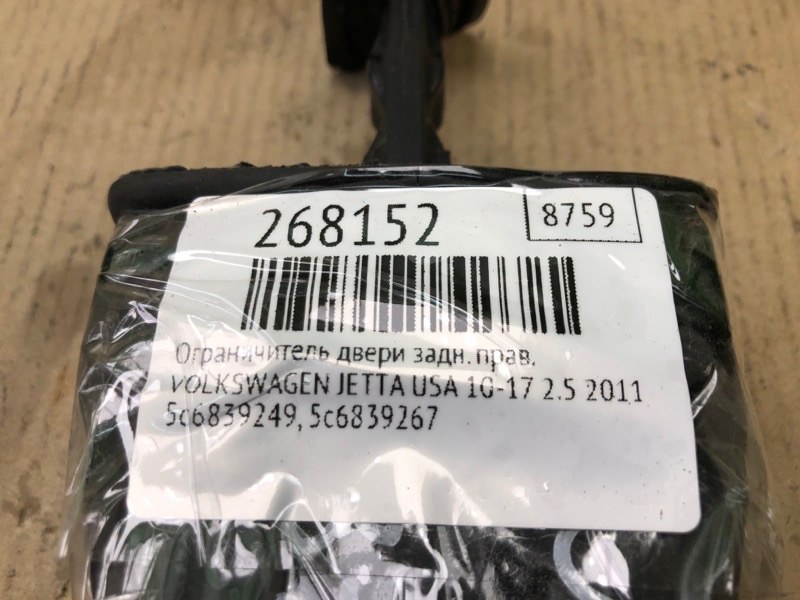 268152
8759
Ограничитель двери задн. прав.
VOLKSWAGEN JETTA USA 10-17 2.5 2011
5c6839249, 5c6839267